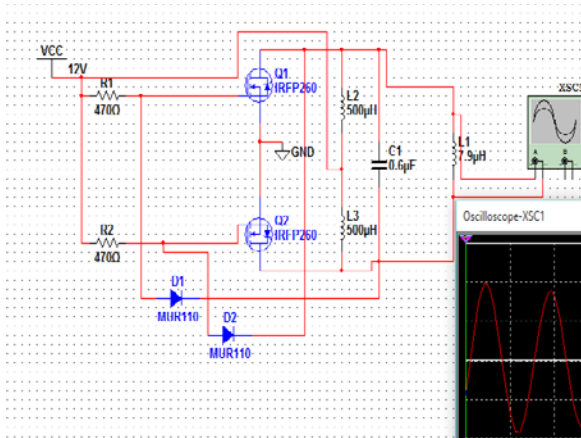 VCC
12V
R1
470Ω
Q1
IRFP260
L2
500µH
GND
C1
0.6µF
L1
7.9µH
XSC1
A
B
R2
470Ω
Q2
IRFP260
L3
500µH
D1
MUR110
D2
MUR110
Oscilloscope-XSC1